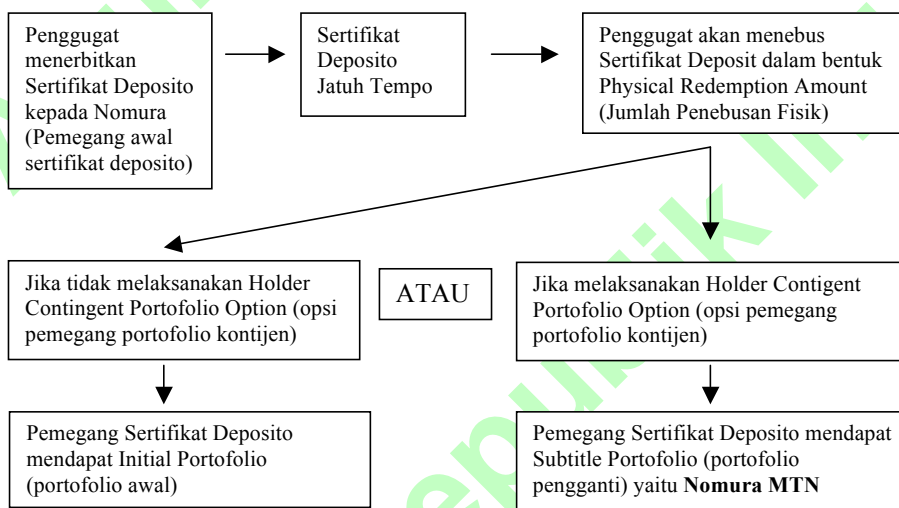 Penggugat
menerbitkan
Sertifikat Deposito
kepada Nomura
(Pemegang awal
sertifikat deposito)
Sertifikat
Deposito
Jatuh Tempo
Penggugat akan menebus
Sertifikat Deposit dalam bentuk
Physical Redemption Amount
(Jumlah Penebusan Fisik)
Jika tidak melaksanakan Holder
Contingent Portofolio Option (opsi
pemegang portofolio kontijen)
ATAU
Jika melaksanakan Holder Contigent
Portofolio Option (opsi pemegang
portofolio kontijen)
Pemegang Sertifikat Deposito
mendapat Initial Portofolio
(portofolio awal)
Pemegang Sertifikat Deposito mendapat
Subtitle Portofolio (portofolio
pengganti) yaitu Nomura MTN